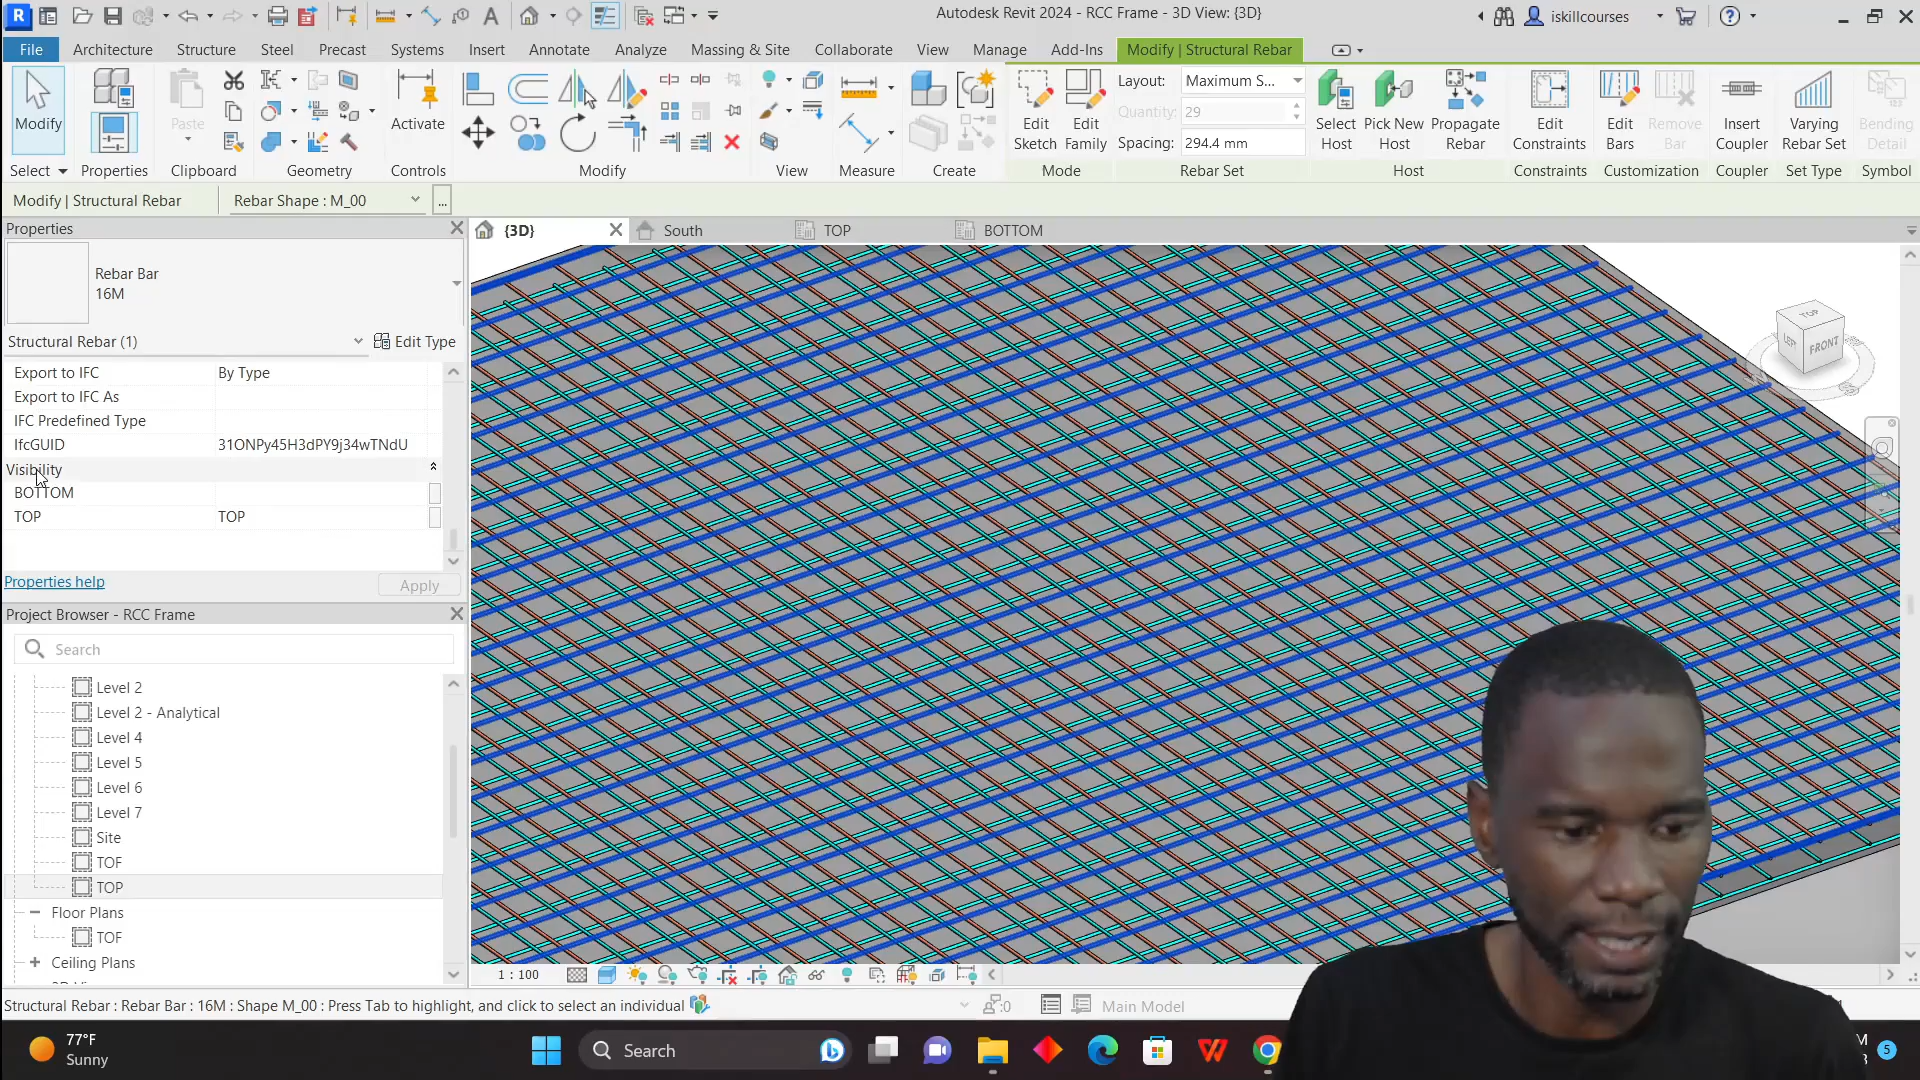 Autodesk Revit 2024 - RCC Frame - 3D View: {3D}
iskillcourses
File Architecture Structure Steel Precast Systems Insert Annotate Analyze Massing & Site Collaborate View Manage Add-Ins Modify | Structural Rebar
Modify
Paste
Activate
Edit Sketch
Edit Family
Layout: Maximum S...
Quantity: 29
Spacing: 294.4 mm
Select Host
Pick New Host
Propagate Rebar
Edit Constraints
Edit Bars
Remove Bar
Insert Coupler
Varying Rebar Set
Bending Detail
Select Properties Clipboard Geometry Controls Modify View Measure Create Mode Rebar Set Host Constraints Customization Coupler Set Type Symbol
Modify | Structural Rebar Rebar Shape : M_00 ...
Properties
{3D} South TOP BOTTOM
Rebar Bar
16M
Structural Rebar (1) Edit Type
Export to IFC By Type
Export to IFC As
IFC Predefined Type
IfcGUID 31ONPy45H3dPY9j34wTNdU
Visibility
BOTTOM
TOP TOP
Properties help Apply
TOP
LEFT
FRONT
Project Browser - RCC Frame
Search
Level 2
Level 2 - Analytical
Level 4
Level 5
Level 6
Level 7
Site
TOF
TOP
Floor Plans
TOF
Ceiling Plans
1 : 100
Structural Rebar : Rebar Bar : 16M : Shape M_00 : Press Tab to highlight, and click to select an individual
:0
Main Model
77°F
Sunny
Search
5